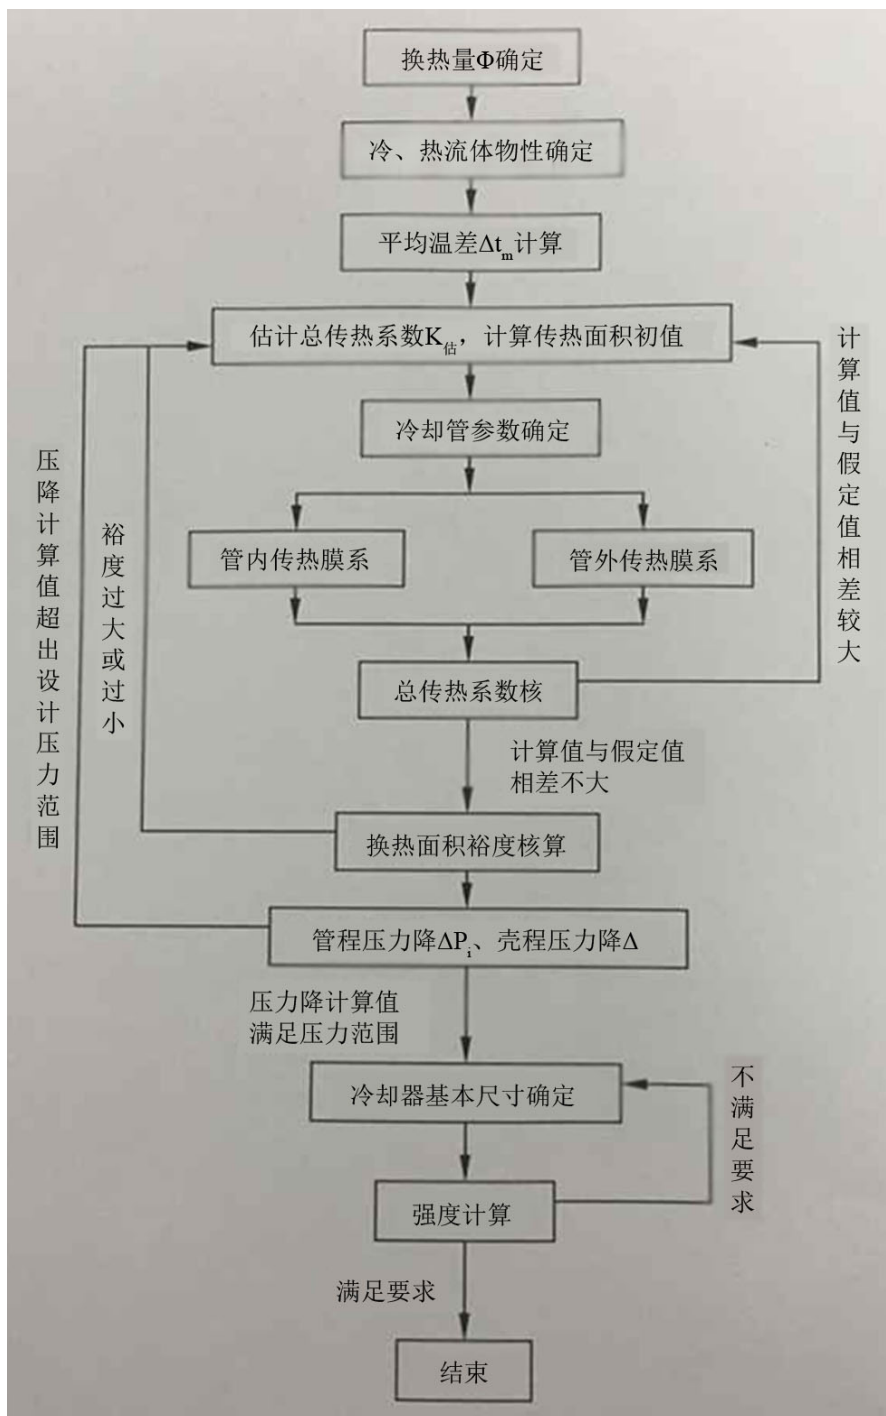 换热量Φ确定
冷、热流体物性确定
平均温差Δtm计算
估计总传热系数K估，计算传热面积初值
冷却管参数确定
管内传热膜系
管外传热膜系
总传热系数核
计算值与假定值相差较大
计算值与假定值
相差不大
换热面积裕度核算
裕度过大或过小
管程压力降ΔPi、壳程压力降Δ
压降计算值超出设计压力范围
压力降计算值
满足压力范围
冷却器基本尺寸确定
强度计算
不满足要求
满足要求
结束